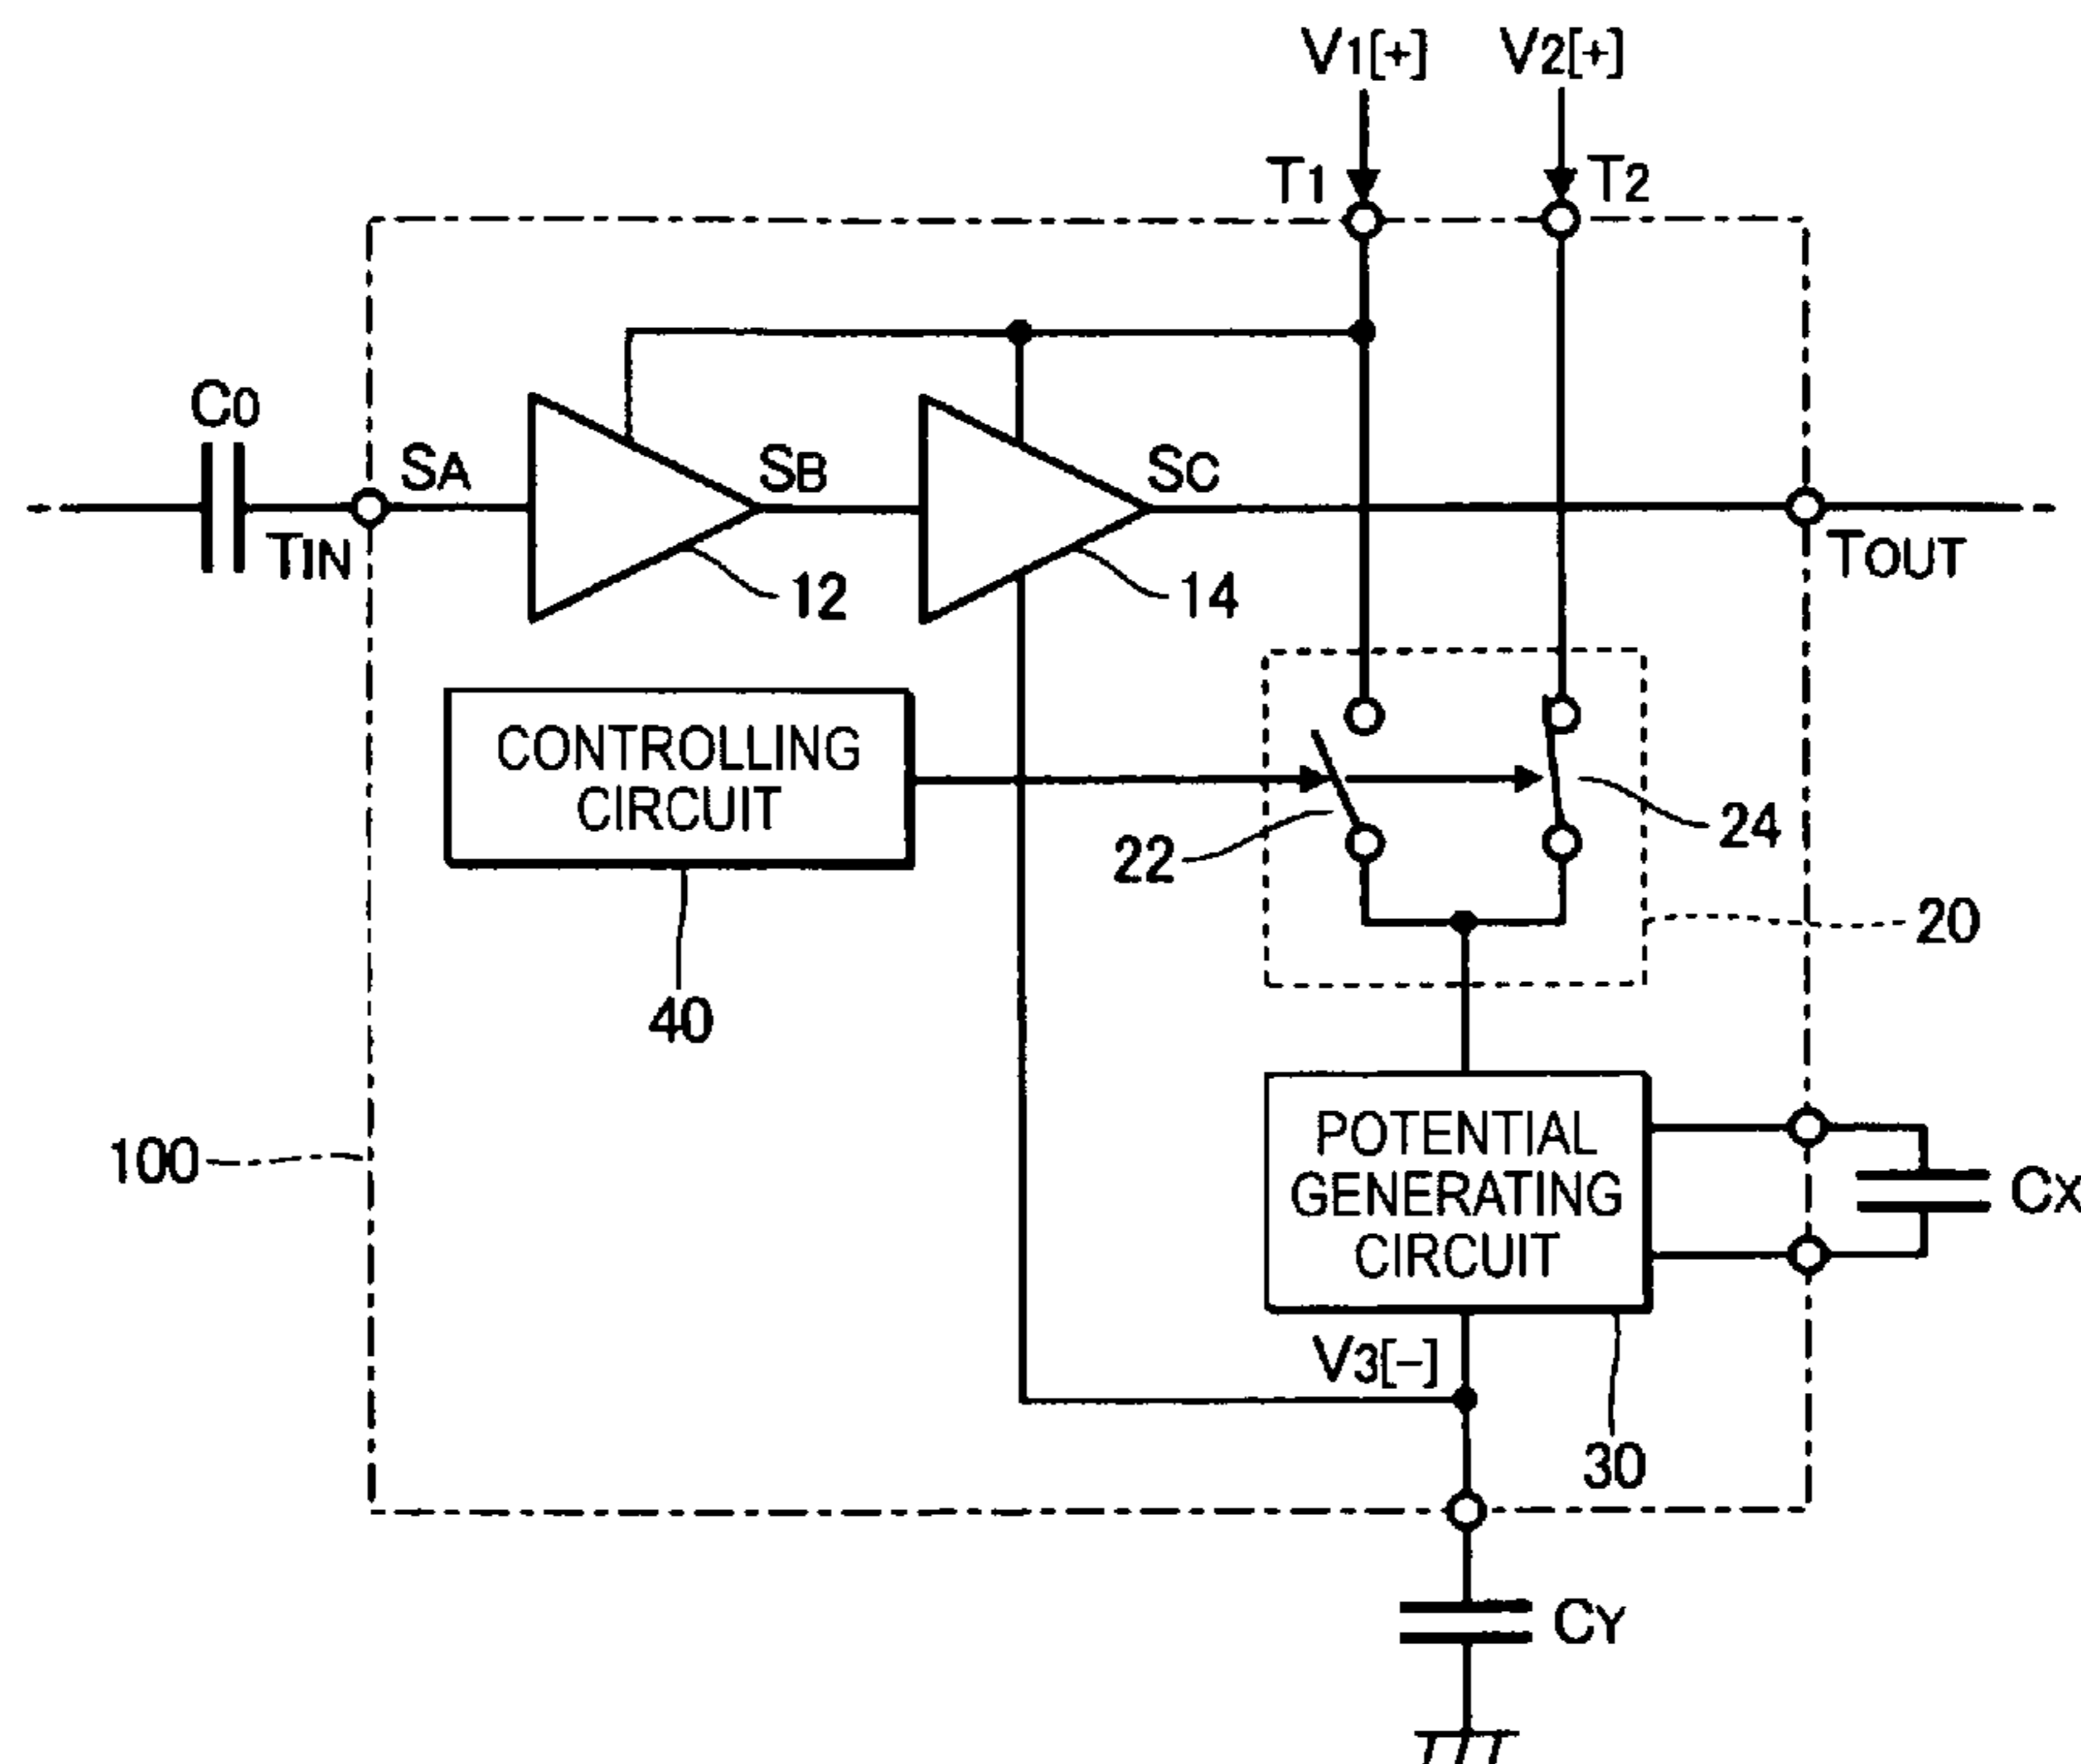 V1[+] V2[+]
T1 T2
C0
SA SB SC
TIN TOUT
12 14
CONTROLLING
CIRCUIT
22 24
20
40
POTENTIAL
GENERATING
CIRCUIT
100
CX
V3[−]
30
CY